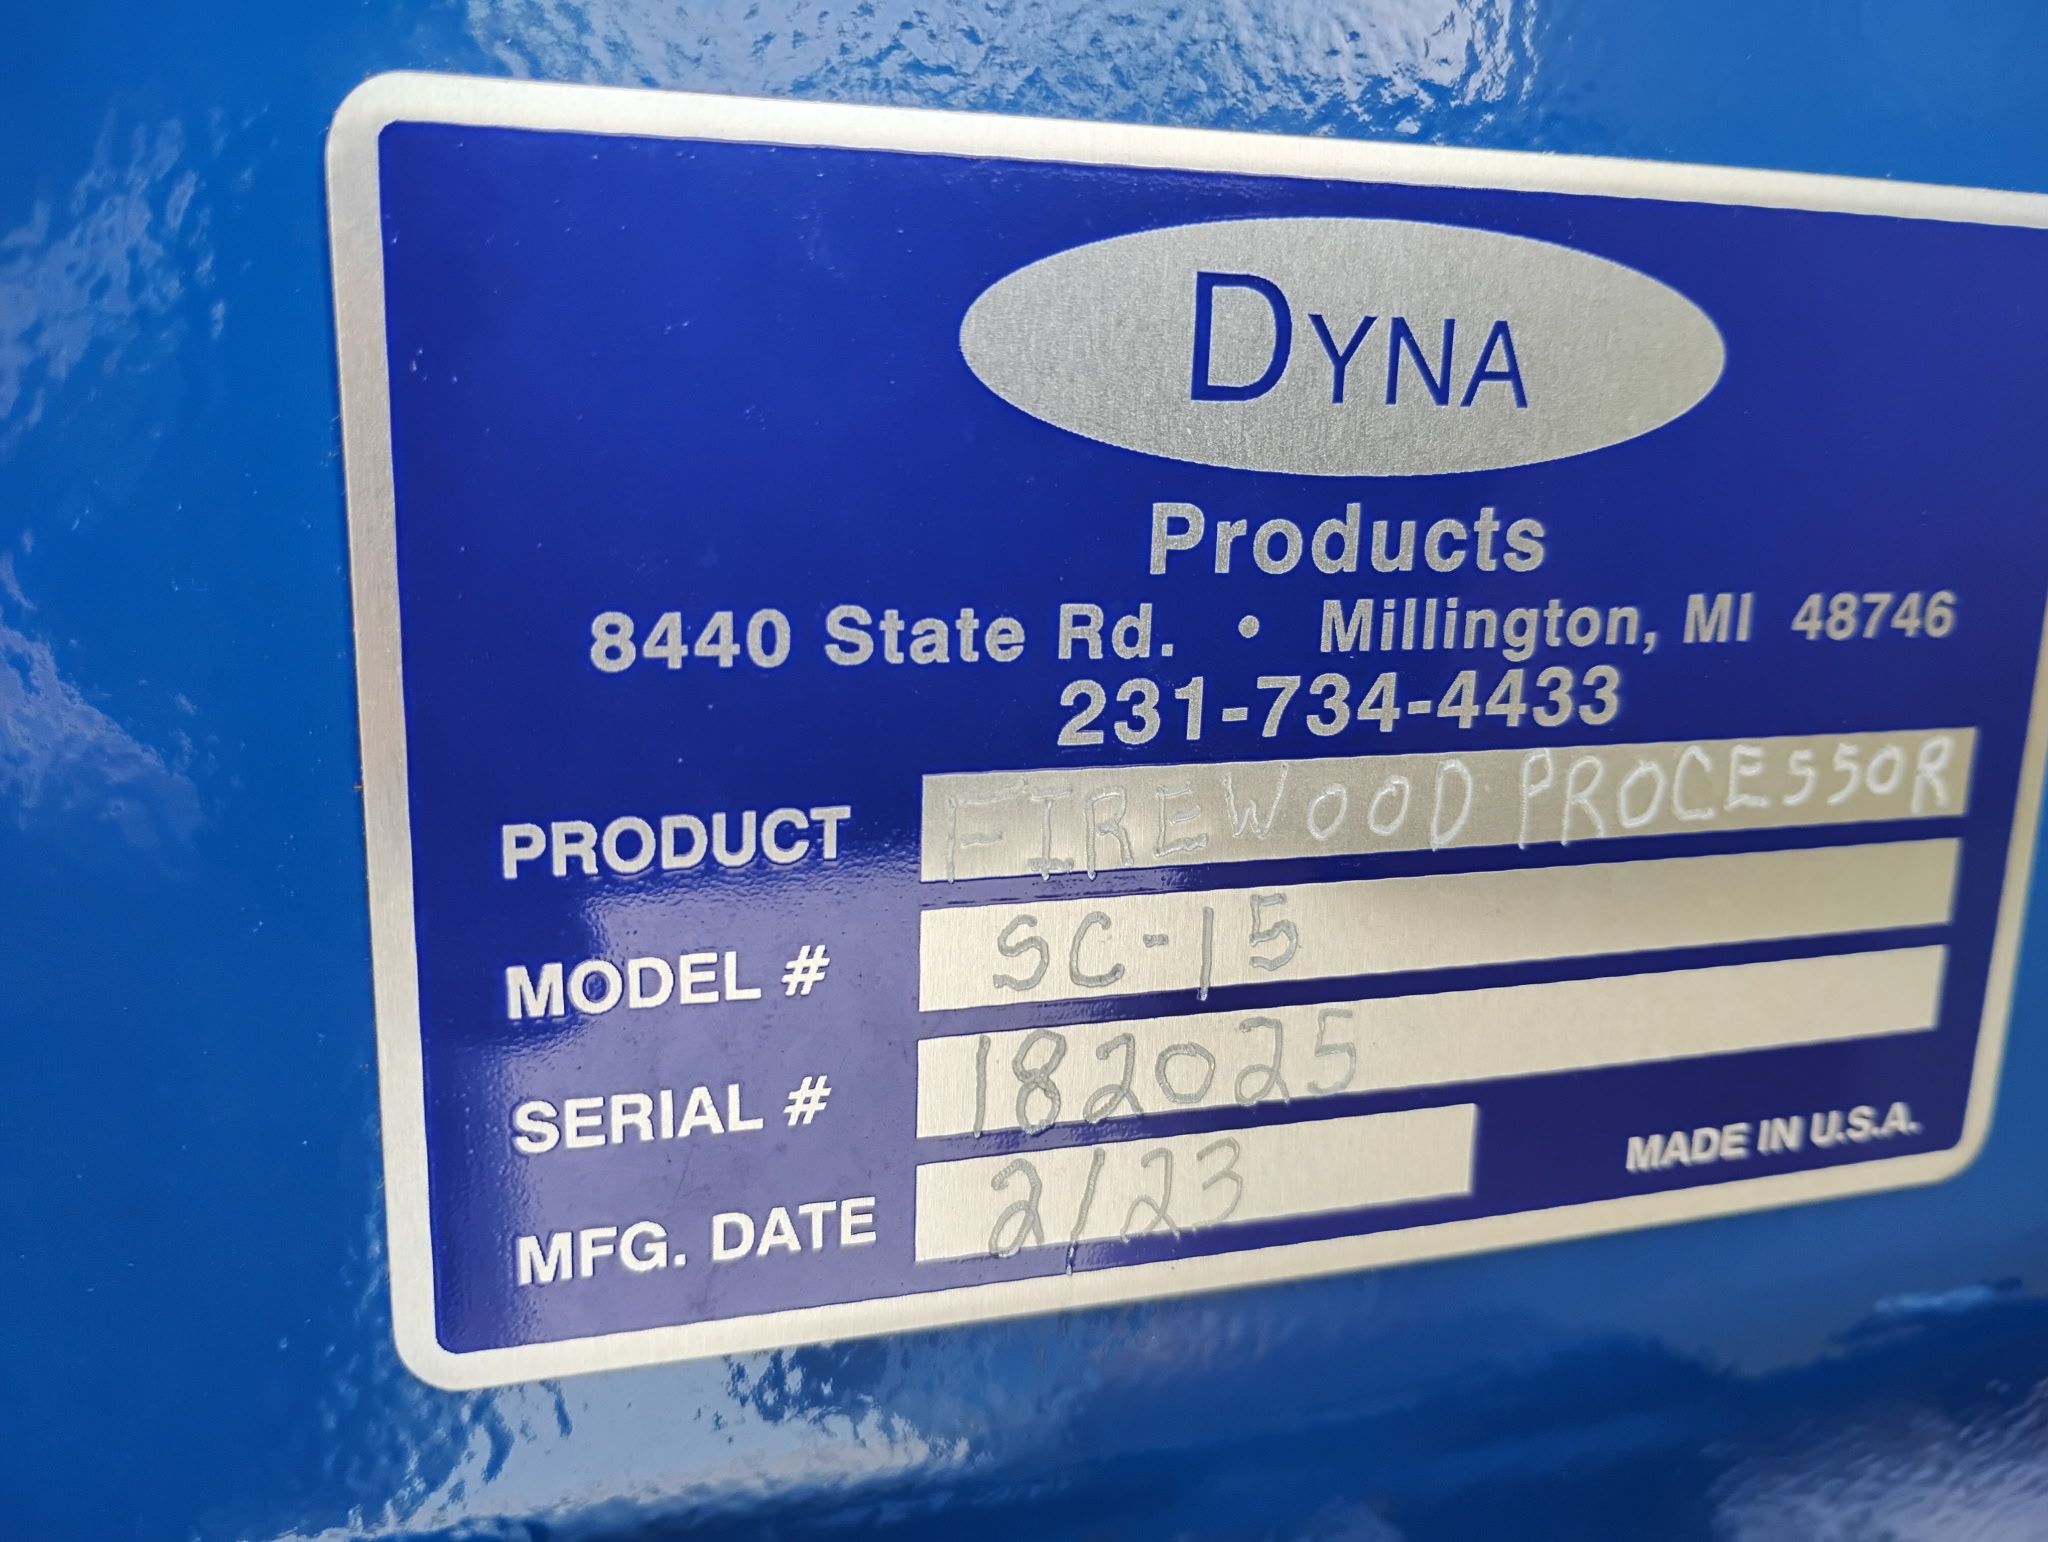 DYNA
Products
8440 State Rd. • Millington, MI 48746
231-734-4433
PRODUCT FIREWOOD PROCESSOR
MODEL # SC-15
SERIAL # 182025
MFG. DATE 2/23
MADE IN U.S.A.